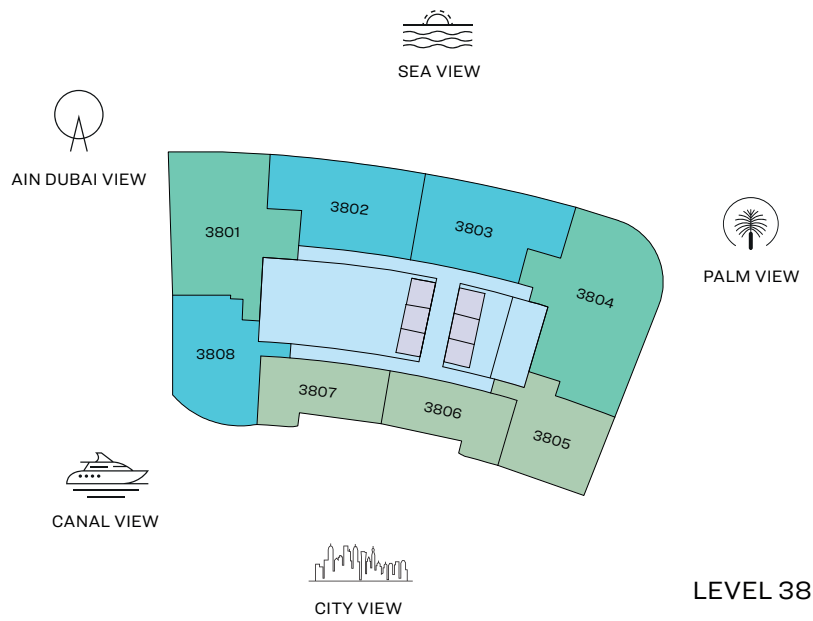 SEA VIEW
AIN DUBAI VIEW
3802
3803
3801
PALM VIEW
3804
3808
3807
3806
3805
CANAL VIEW
CITY VIEW
LEVEL 38